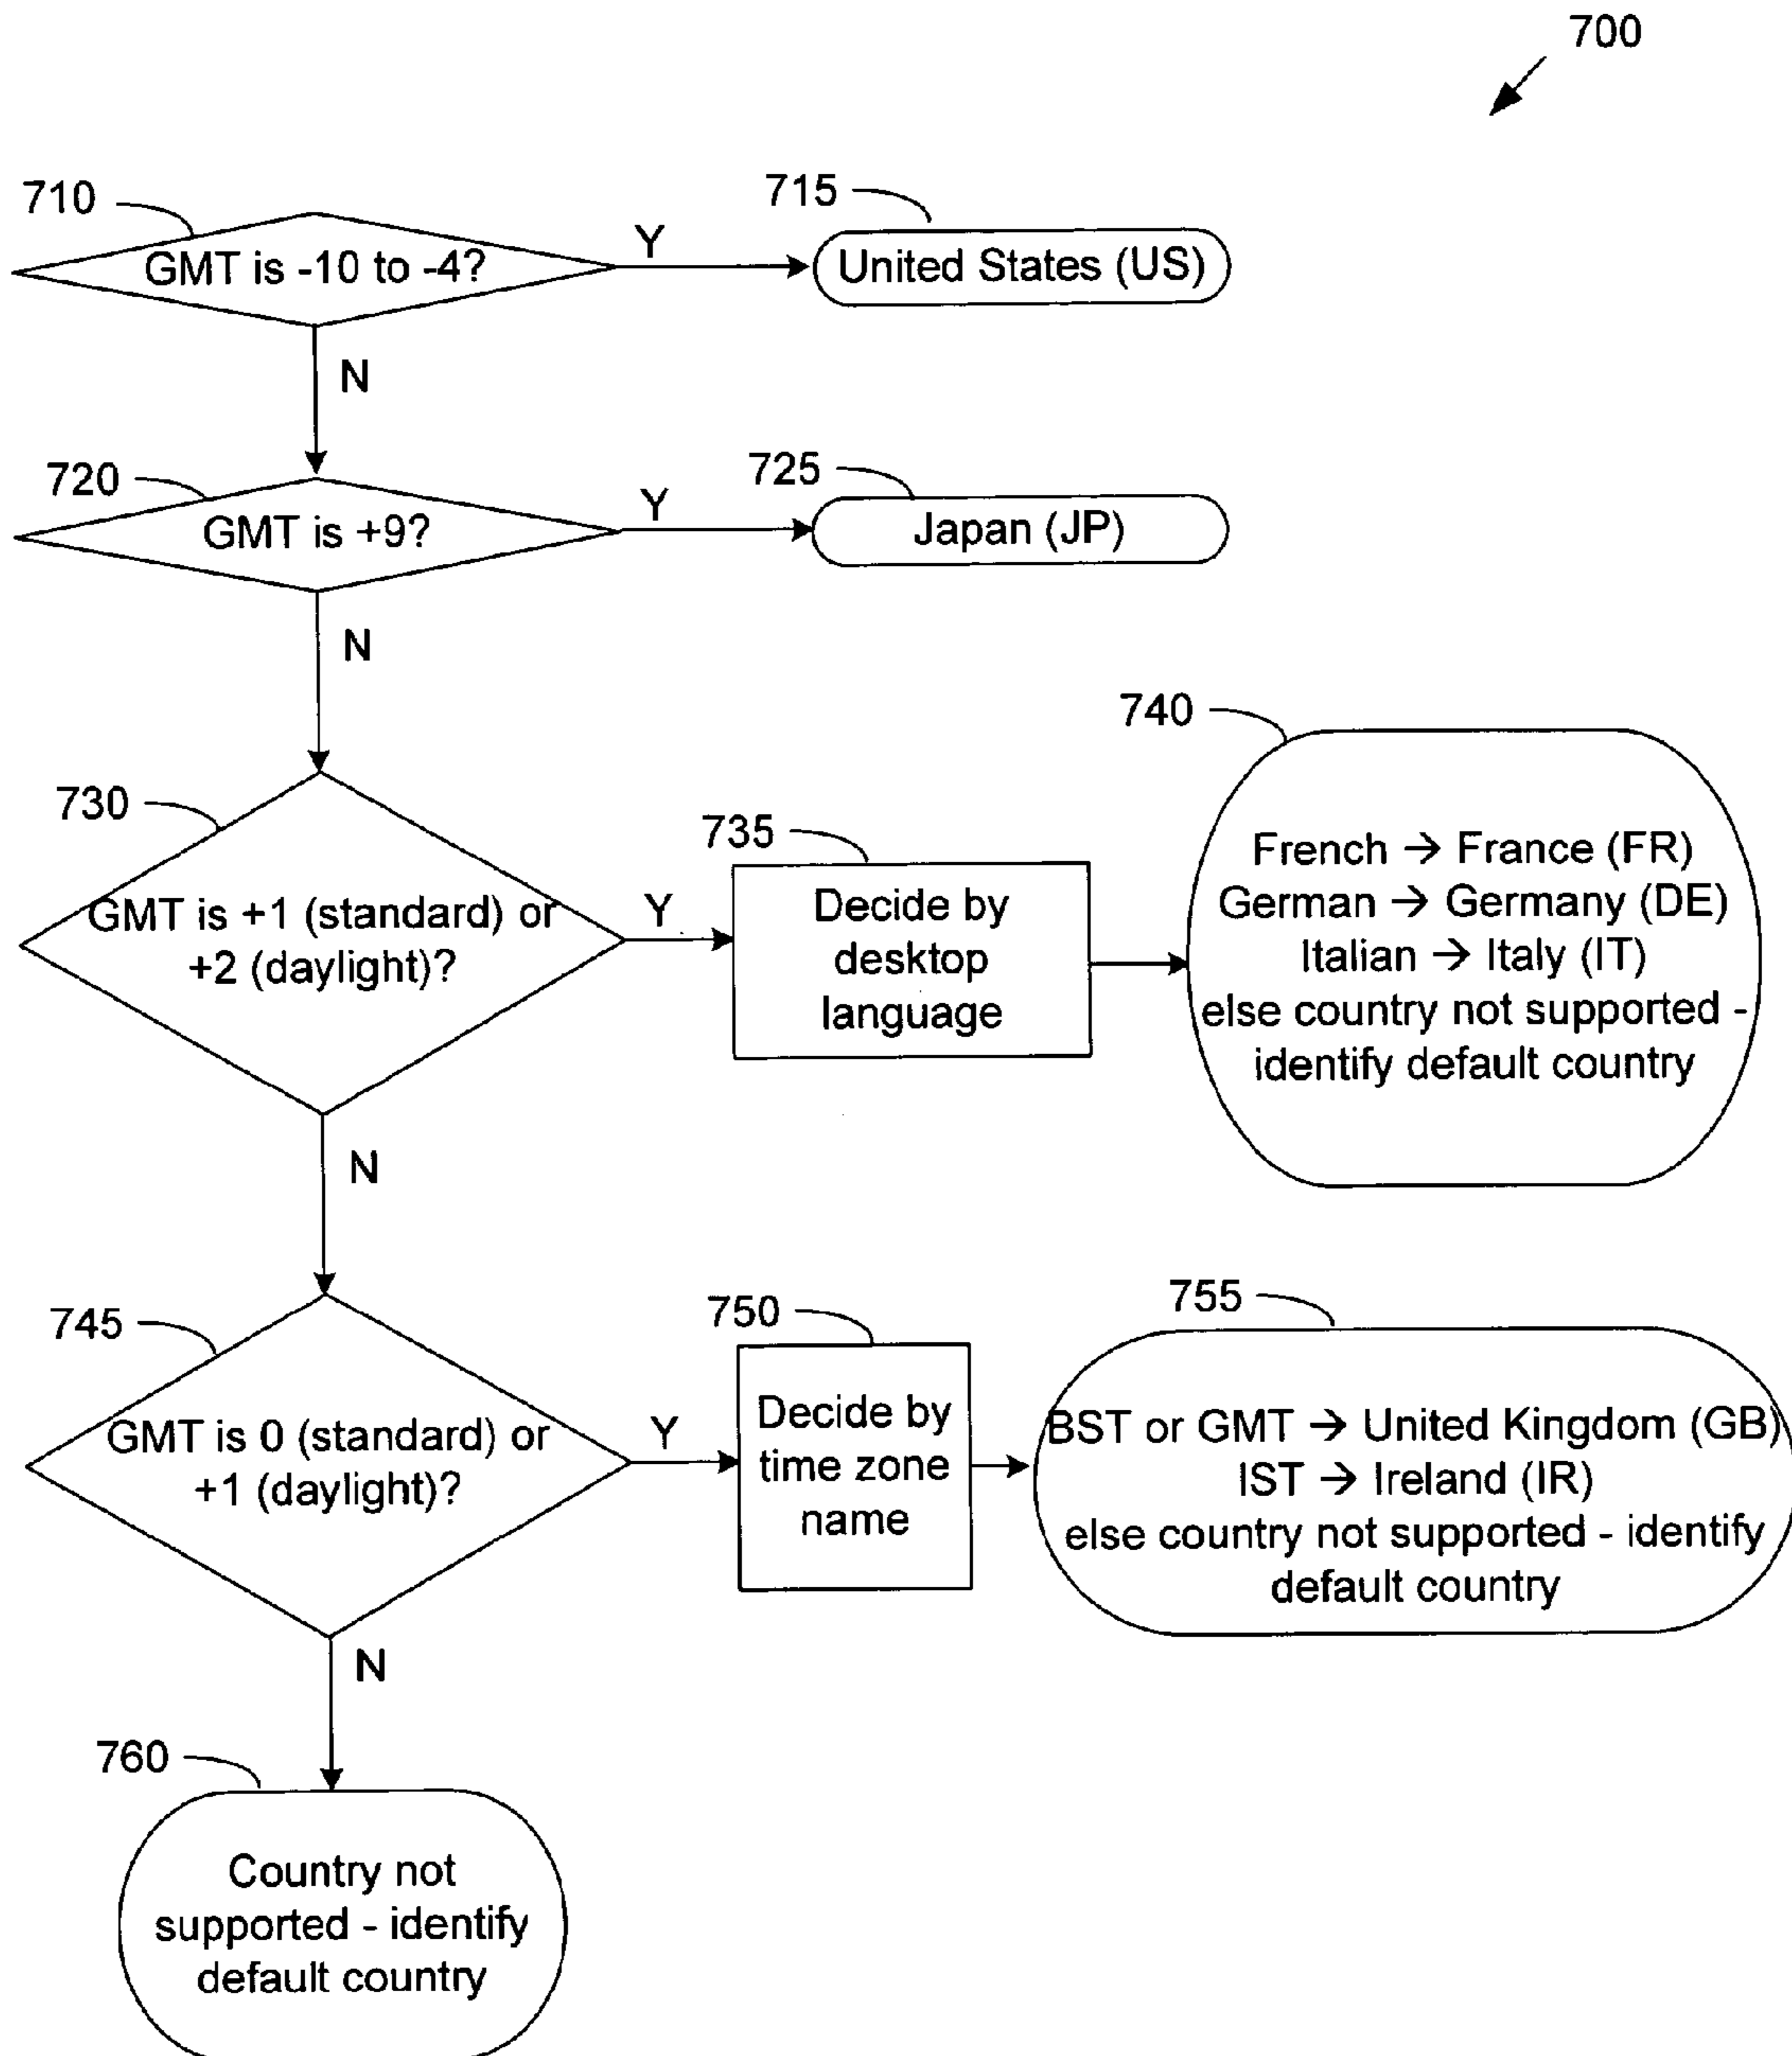 700
710
GMT is -10 to -4?
Y
715
United States (US)
N
720
GMT is +9?
Y
725
Japan (JP)
N
730
GMT is +1 (standard) or
+2 (daylight)?
Y
735
Decide by
desktop
language
740
French → France (FR)
German → Germany (DE)
Italian → Italy (IT)
else country not supported -
identify default country
N
745
GMT is 0 (standard) or
+1 (daylight)?
Y
750
Decide by
time zone
name
755
BST or GMT → United Kingdom (GB)
IST → Ireland (IR)
else country not supported - identify
default country
N
760
Country not
supported - identify
default country